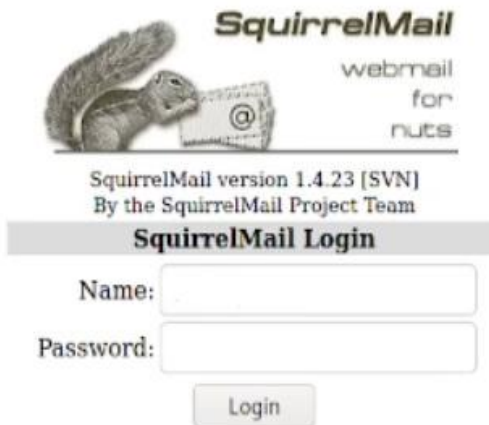 SquirrelMail
webmail
for
nuts
@
SquirrelMail version 1.4.23 [SVN]
By the SquirrelMail Project Team
SquirrelMail Login
Name:
Password:
Login